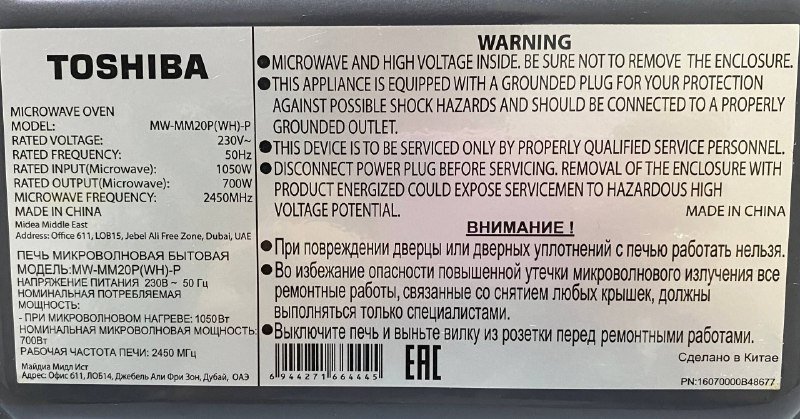 TOSHIBA
MICROWAVE OVEN
MODEL: MW-MM20P(WH)-P
RATED VOLTAGE: 230V~
RATED FREQUENCY: 50Hz
RATED INPUT(Microwave): 1050W
RATED OUTPUT(Microwave): 700W
MICROWAVE FREQUENCY: 2450MHz
MADE IN CHINA
Midea Middle East
Address: Office 611, LOB15, Jebel Ali Free Zone, Dubai, UAE
ПЕЧЬ МИКРОВОЛНОВАЯ БЫТОВАЯ
МОДЕЛЬ:MW-MM20P(WH)-P
НАПРЯЖЕНИЕ ПИТАНИЯ 230В ~ 50 Гц
НОМИНАЛЬНАЯ ПОТРЕБЛЯЕМАЯ
МОЩНОСТЬ:
- ПРИ МИКРОВОЛНОВОМ НАГРЕВЕ: 1050Вт
НОМИНАЛЬНАЯ МИКРОВОЛНОВАЯ МОЩНОСТЬ:
700Вт
РАБОЧАЯ ЧАСТОТА ПЕЧИ: 2450 МГц
Майдиа Мидл Ист
Адрес: Офис 611, ЛОБ14, Джебель Али Фри Зон, Дубай, ОАЭ
WARNING
●MICROWAVE AND HIGH VOLTAGE INSIDE. BE SURE NOT TO REMOVE THE ENCLOSURE.
●THIS APPLIANCE IS EQUIPPED WITH A GROUNDED PLUG FOR YOUR PROTECTION
AGAINST POSSIBLE SHOCK HAZARDS AND SHOULD BE CONNECTED TO A PROPERLY
GROUNDED OUTLET.
●THIS DEVICE IS TO BE SERVICED ONLY BY PROPERLY QUALIFIED SERVICE PERSONNEL.
●DISCONNECT POWER PLUG BEFORE SERVICING. REMOVAL OF THE ENCLOSURE WITH
PRODUCT ENERGIZED COULD EXPOSE SERVICEMEN TO HAZARDOUS HIGH
VOLTAGE POTENTIAL. MADE IN CHINA
ВНИМАНИЕ !
●При повреждении дверцы или дверных уплотнений с печью работать нельзя.
●Во избежание опасности повышенной утечки микроволнового излучения все
ремонтные работы, связанные со снятием любых крышек, должны
выполняться только специалистами.
●Выключите печь и выньте вилку из розетки перед ремонтными работами.
6 944271 664445 EAC
Сделано в Китае
PN:16070000B48677